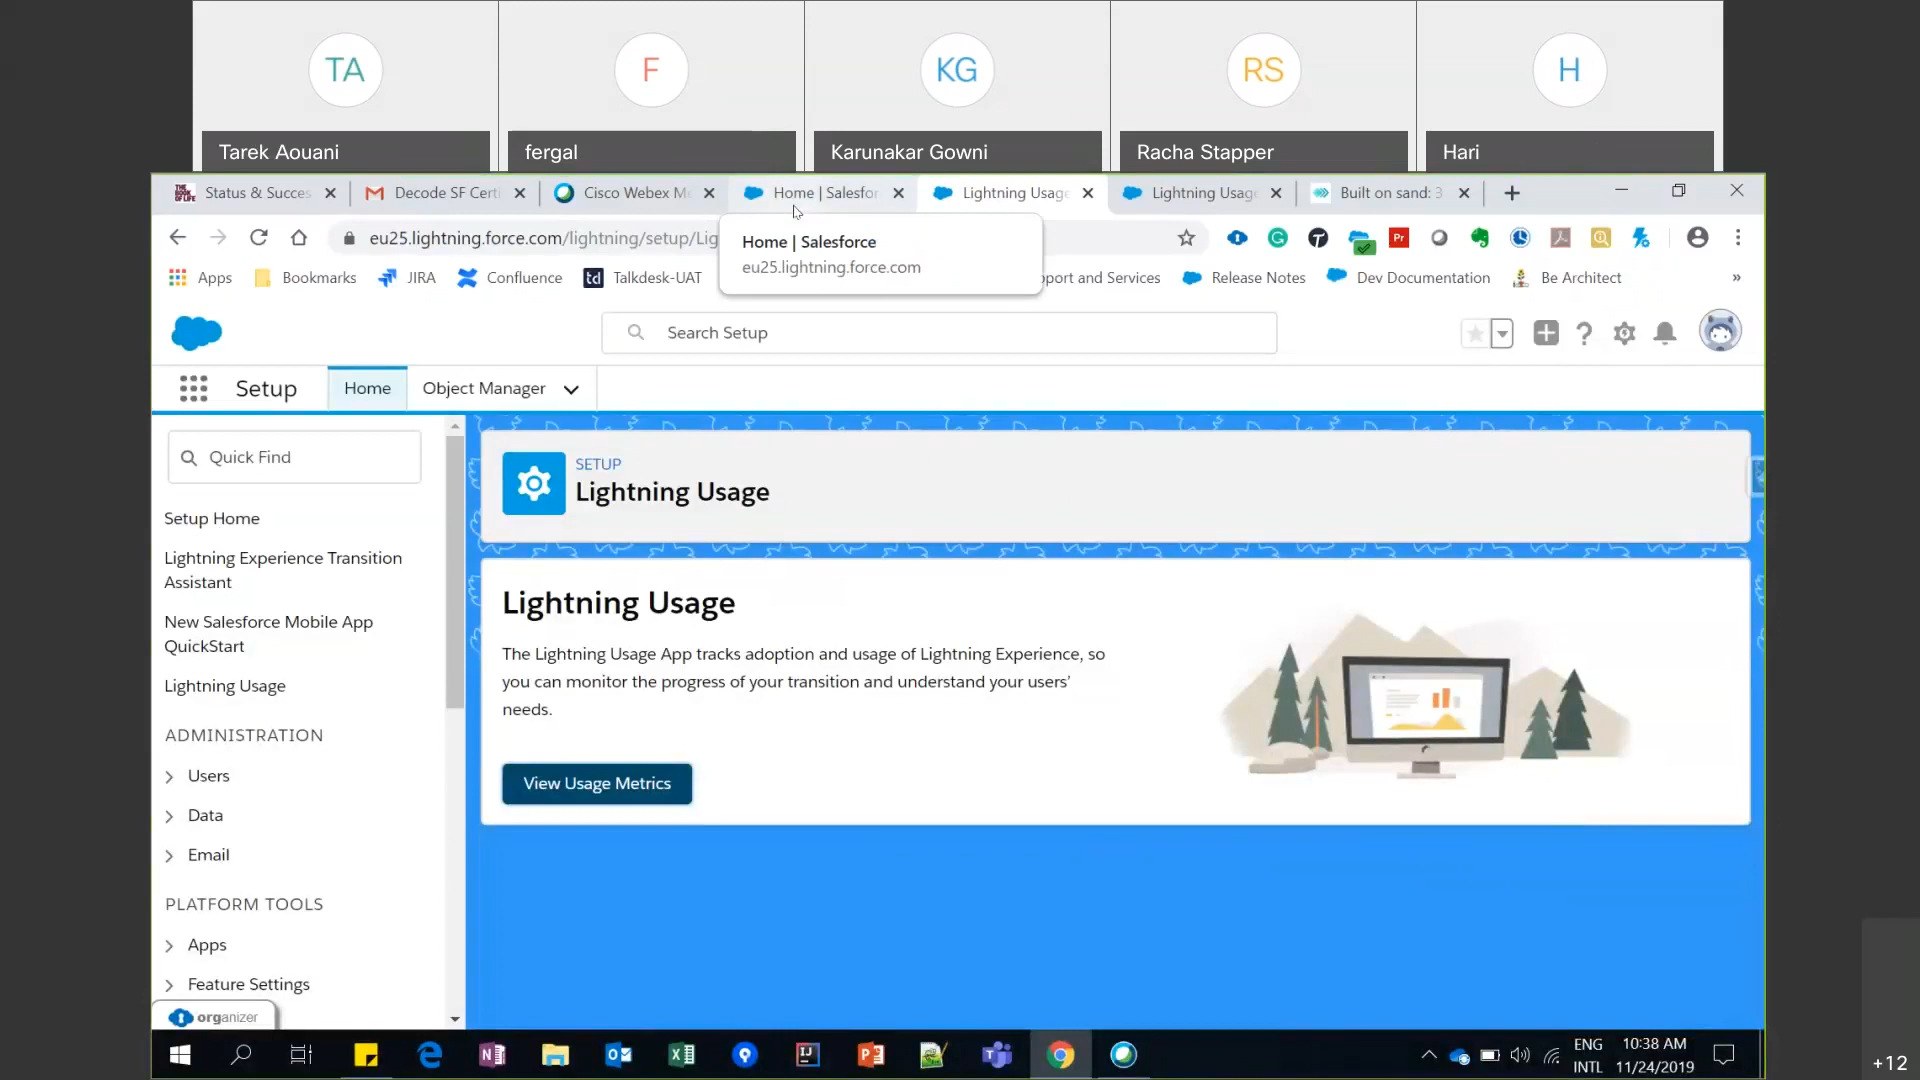 TA
F
KG
RS
H
Tarek Aouani
fergal
Karunakar Gowni
Racha Stapper
Hari
Status & Succes
Decode SF Certi
Cisco Webex M
Home | Salesfor
Lightning Usage
Lightning Usage
Built on sand: 3
eu25.lightning.force.com/lightning/setup/Lig
Home | Salesforce
eu25.lightning.force.com
Apps
Bookmarks
JIRA
Confluence
td
Talkdesk-UAT
pport and Services
Release Notes
Dev Documentation
Be Architect
»
Search Setup
Setup
Home
Object Manager
Quick Find
Setup Home
Lightning Experience Transition
Assistant
New Salesforce Mobile App
QuickStart
Lightning Usage
ADMINISTRATION
Users
Data
Email
PLATFORM TOOLS
Apps
Feature Settings
organizer
SETUP
Lightning Usage
Lightning Usage
The Lightning Usage App tracks adoption and usage of Lightning Experience, so
you can monitor the progress of your transition and understand your users'
needs.
View Usage Metrics
ENG
INTL
10:38 AM
11/24/2019
+12